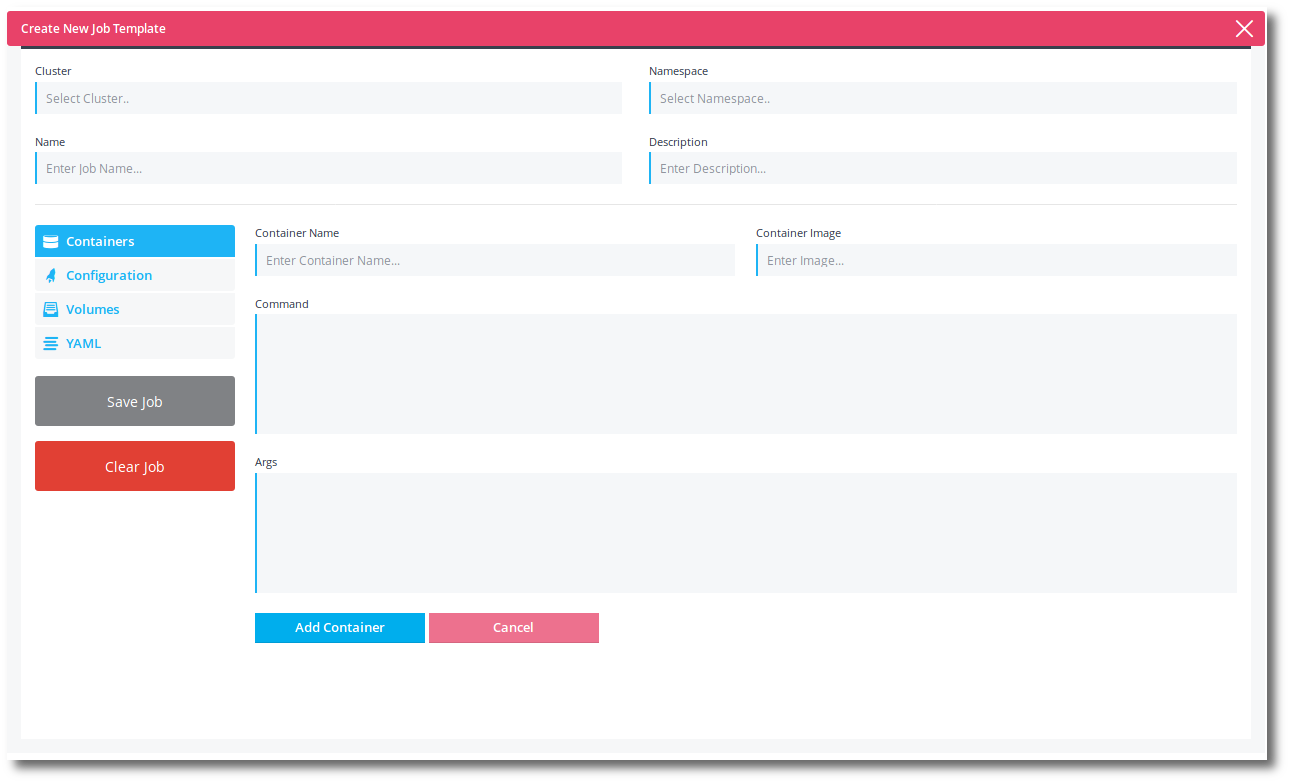 Create New Job Template
Cluster
Namespace
Select Cluster..
Select Namespace..
Name
Description
Enter Job Name...
Enter Description...
Containers
Configuration
Volumes
YAML
Save Job
Clear Job
Container Name
Container Image
Enter Container Name...
Enter Image...
Command
Args
Add Container
Cancel